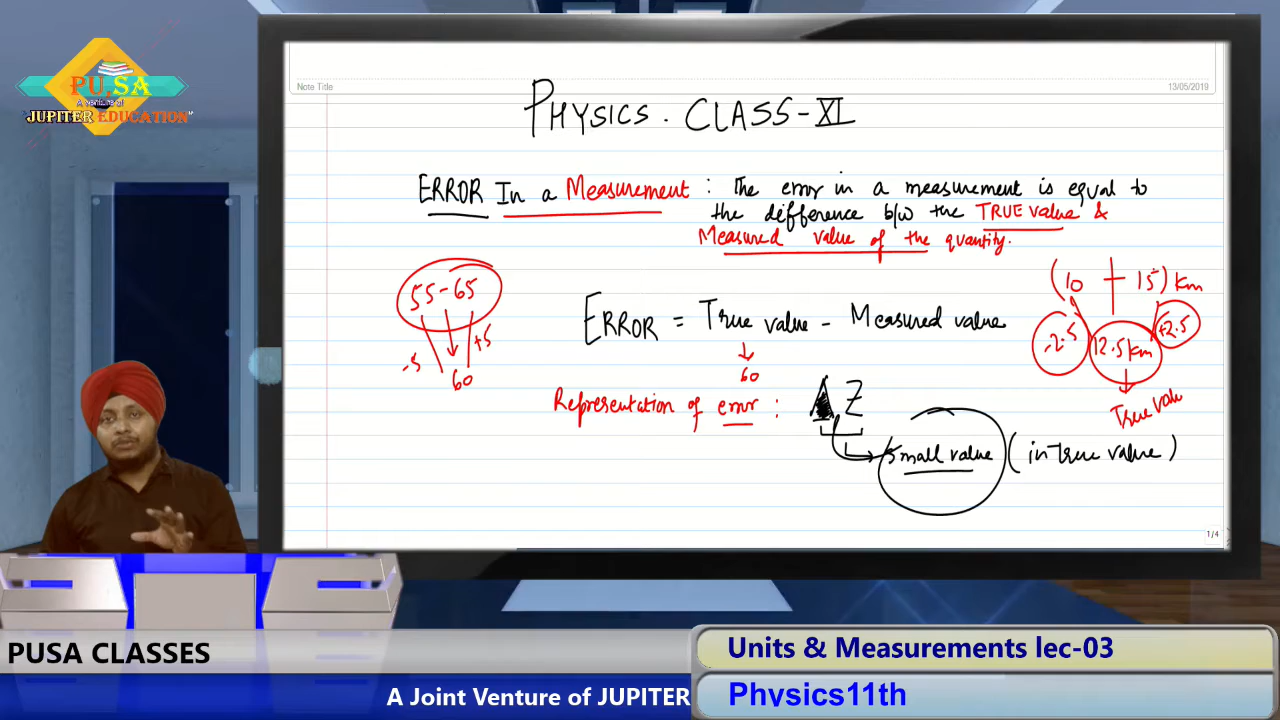 PU,SA
A venture of
"JUPITER EDUCATION"
Note Title
13/05/2019
PHYSICS. CLASS-XI
ERROR In a Measurement : The error in a measurement is equal to
the difference b/w the TRUE value &
Measured value of the quantity.
55-65
-5
+5
60
ERROR = True value - Measured value
60
(10 + 15) km
-2.5
12.5 km
+2.5
True valu
Representation of error : ΔZ
Small value (in True value)
1/4
PUSA CLASSES
Units & Measurements lec-03
A Joint Venture of JUPITER
Physics11th